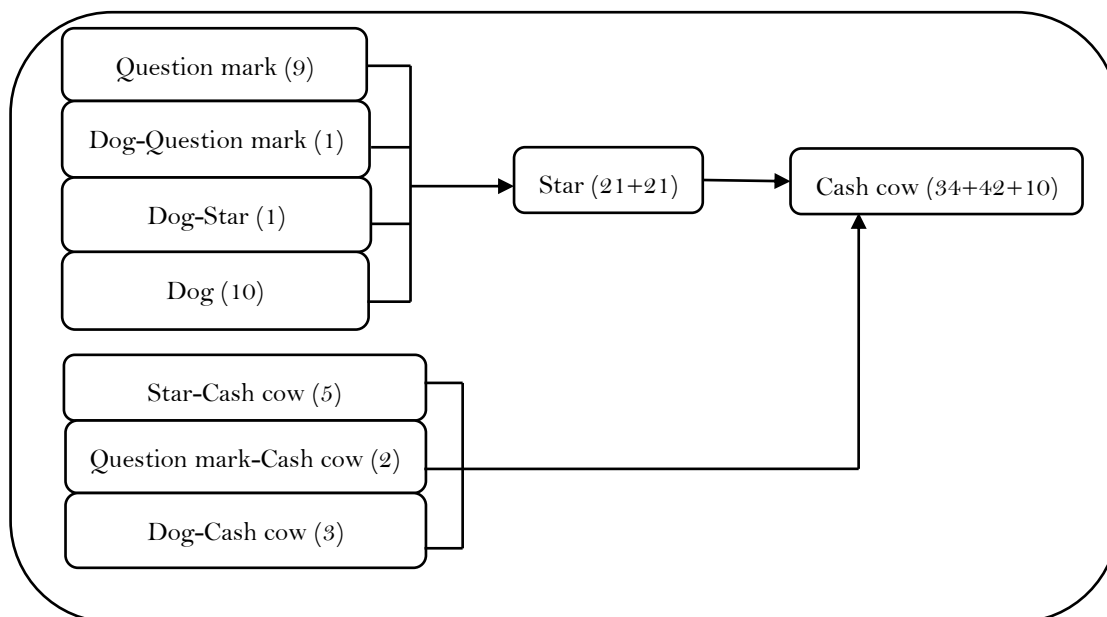 Question mark (9)
Dog-Question mark (1)
Dog-Star (1)
Dog (10)
Star (21+21)
Cash cow (34+42+10)
Star-Cash cow (5)
Question mark-Cash cow (2)
Dog-Cash cow (3)